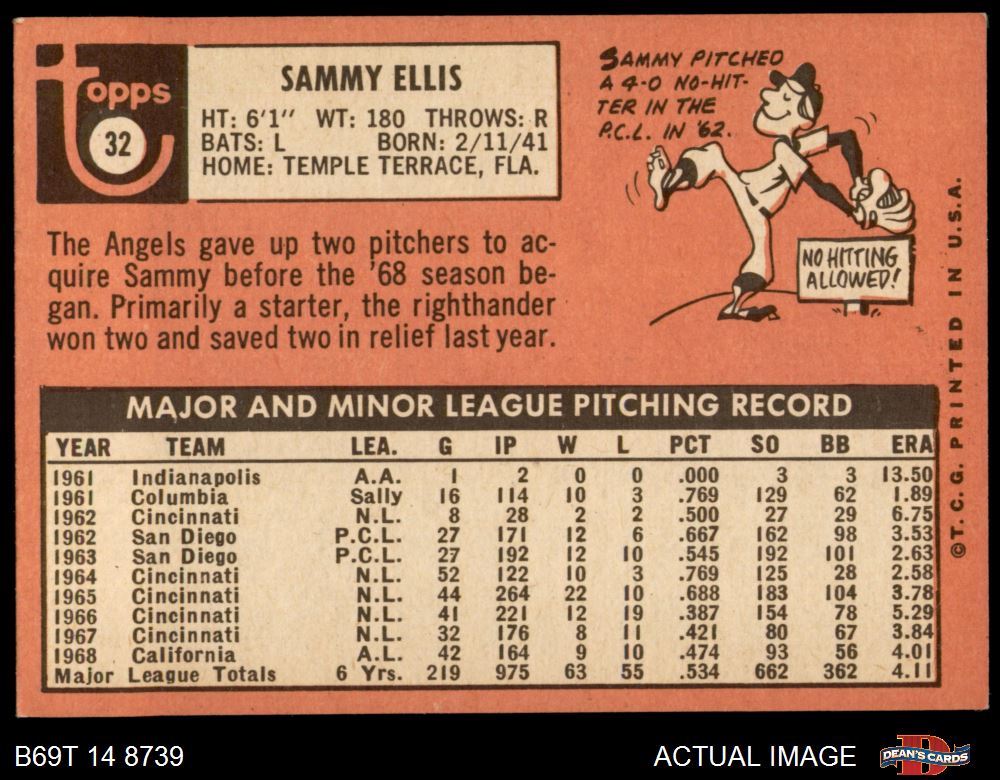 Topps
32
SAMMY ELLIS
HT: 6'1" WT: 180 THROWS: R
BATS: L BORN: 2/11/41
HOME: TEMPLE TERRACE, FLA.
SAMMY PITCHED
A 4-0 NO-HIT-
TER IN THE
P.C.L. IN '62.
NO HITTING
ALLOWED!
The Angels gave up two pitchers to ac-
quire Sammy before the '68 season be-
gan. Primarily a starter, the righthander
won two and saved two in relief last year.
MAJOR AND MINOR LEAGUE PITCHING RECORD
YEAR TEAM LEA. G IP W L PCT SO BB ERA
1961 Indianapolis A.A. 1 2 0 0 .000 3 3 13.50
1961 Columbia Sally 16 114 10 3 .769 129 62 1.89
1962 Cincinnati N.L. 8 28 2 2 .500 27 29 6.75
1962 San Diego P.C.L. 27 171 12 6 .667 162 98 3.53
1963 San Diego P.C.L. 27 192 12 10 .545 192 101 2.63
1964 Cincinnati N.L. 52 122 10 3 .769 125 28 2.58
1965 Cincinnati N.L. 44 264 22 10 .688 183 104 3.78
1966 Cincinnati N.L. 41 221 12 19 .387 154 78 5.29
1967 Cincinnati N.L. 32 176 8 11 .421 80 67 3.84
1968 California A.L. 42 164 9 10 .474 93 56 4.01
Major League Totals 6 Yrs. 219 975 63 55 .534 662 362 4.11
©T. C. G. PRINTED IN U.S.A.
B69T 14 8739
ACTUAL IMAGE
DEAN'S CARDS